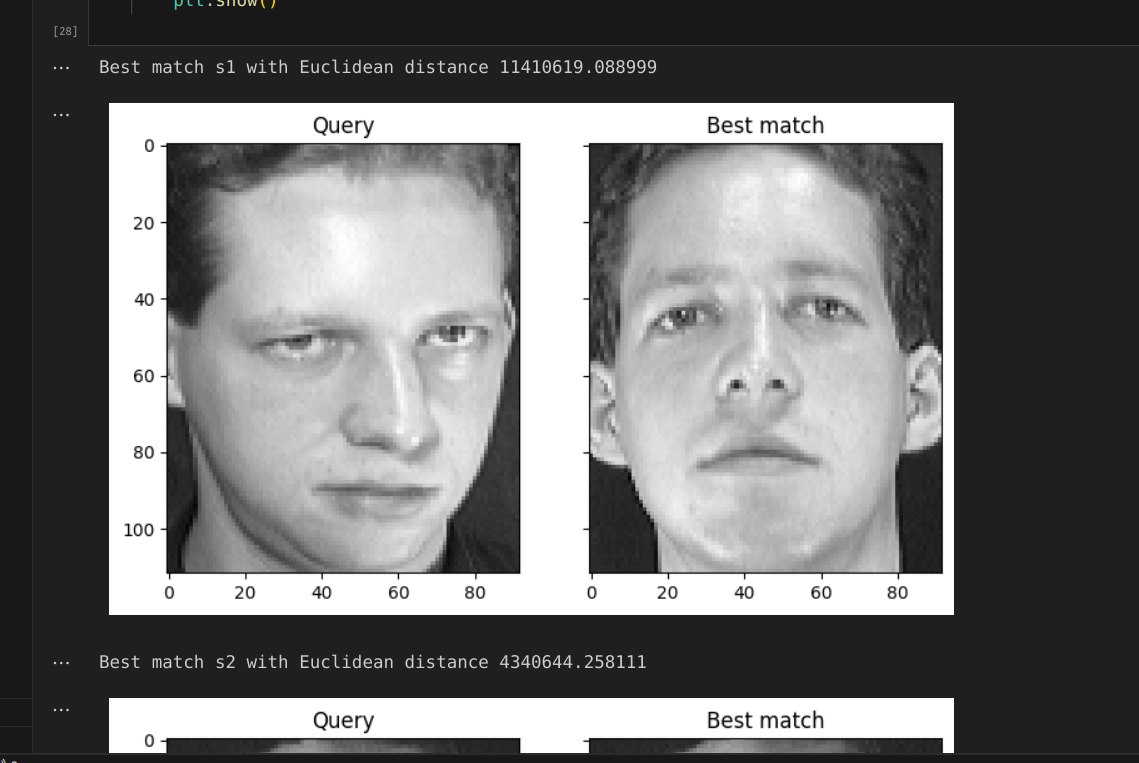 plt.show()
[28]
... Best match s1 with Euclidean distance 11410619.088999
...
Query Best match
0
20
40
60
80
100
0 20 40 60 80 0 20 40 60 80
... Best match s2 with Euclidean distance 4340644.258111
...
Query Best match
0